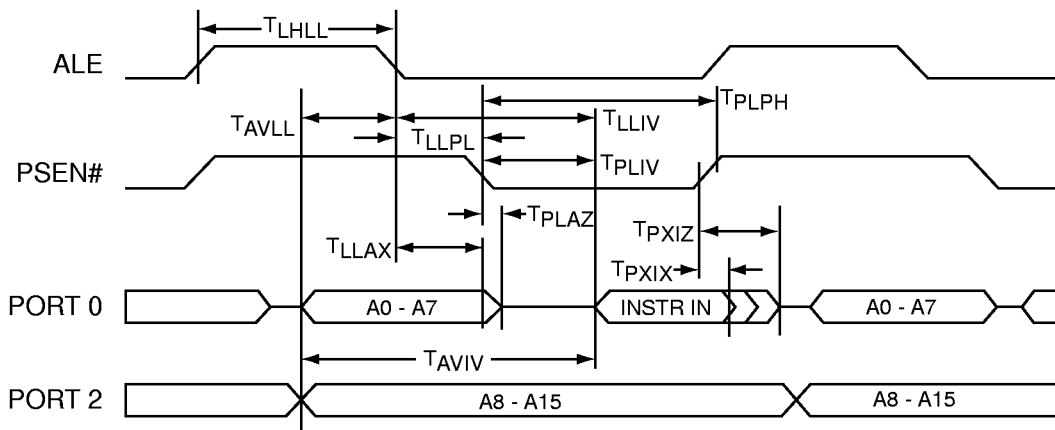 TLHLL
ALE
TPLPH
TAVLL
TLLIV
TLLPL
PSEN#
TPLIV
TPLAZ
TLLAX
TPXIZ
TPXIX
PORT 0
A0 - A7
INSTR IN
A0 - A7
TAVIV
PORT 2
A8 - A15
A8 - A15